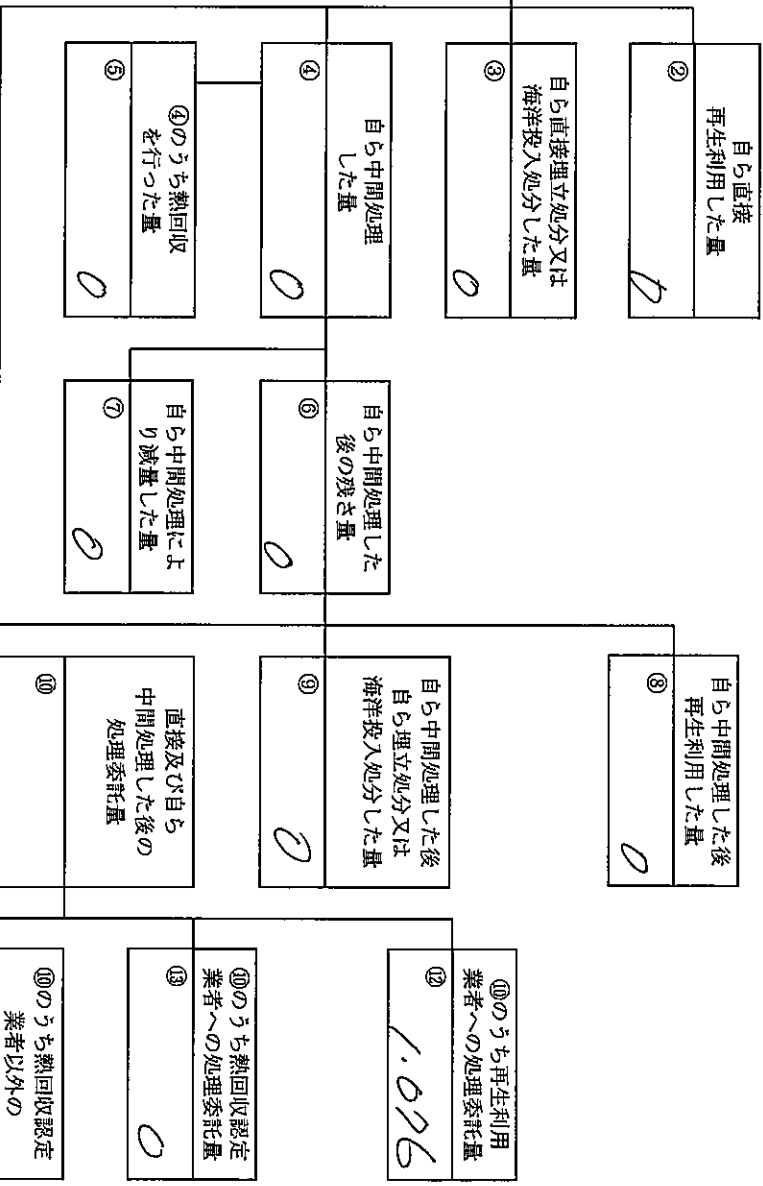 自ら直接
再生利用した量
②
0
自ら直接埋立処分又は
海洋投入処分した量
③
0
自ら中間処理
した量
④
0
④のうち熱回収
を行った量
⑤
0
自ら中間処理した
後の残さ量
⑥
0
自ら中間処理によ
り減量した量
⑦
0
自ら中間処理した後
再生利用した量
⑧
0
自ら中間処理した後
自ら埋立処分又は
海洋投入処分した量
⑨
0
直接及び自ら
中間処理した後の
処理委託量
⑩
⑩のうち再生利用
業者への処理委託量
⑫
⑩のうち熱回収認定
業者への処理委託量
⑬
0
⑩のうち熱回収認定
業者以外の